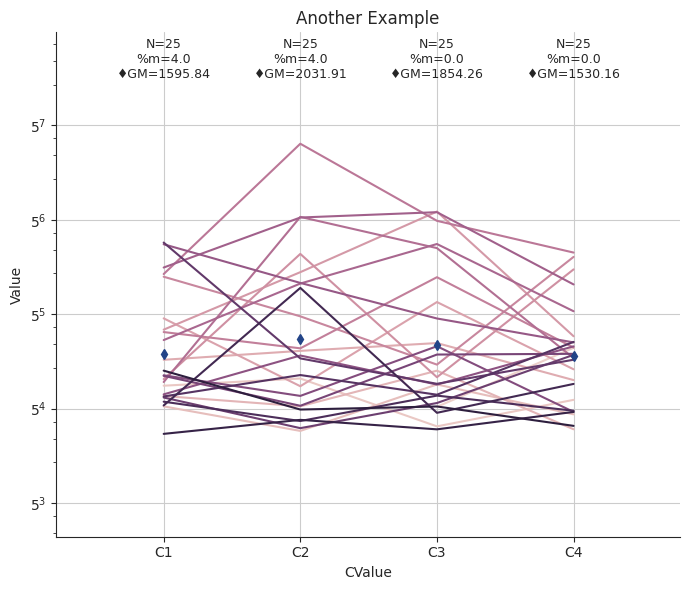 Another Example
N=25 N=25 N=25 N=25
%m=4.0 %m=4.0 %m=0.0 %m=0.0
♦GM=1595.84 ♦GM=2031.91 ♦GM=1854.26 ♦GM=1530.16
5⁷
5⁶
5⁵
5⁴
5³
Value
C1 C2 C3 C4
CValue